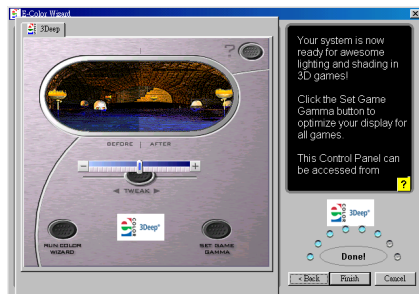 E-Color Wizard
3Deep
?
BEFORE | AFTER
TWEAK
COLOR
3Deep
RUN COLOR
WIZARD
SET GAME
GAMMA
Your system is now
ready for awesome
lighting and shading in
3D games!
Click the Set Game
Gamma button to
optimize your display for
all games.
This Control Panel can
be accessed from
?
COLOR
3Deep
Done!
< Back
Finish
Cancel